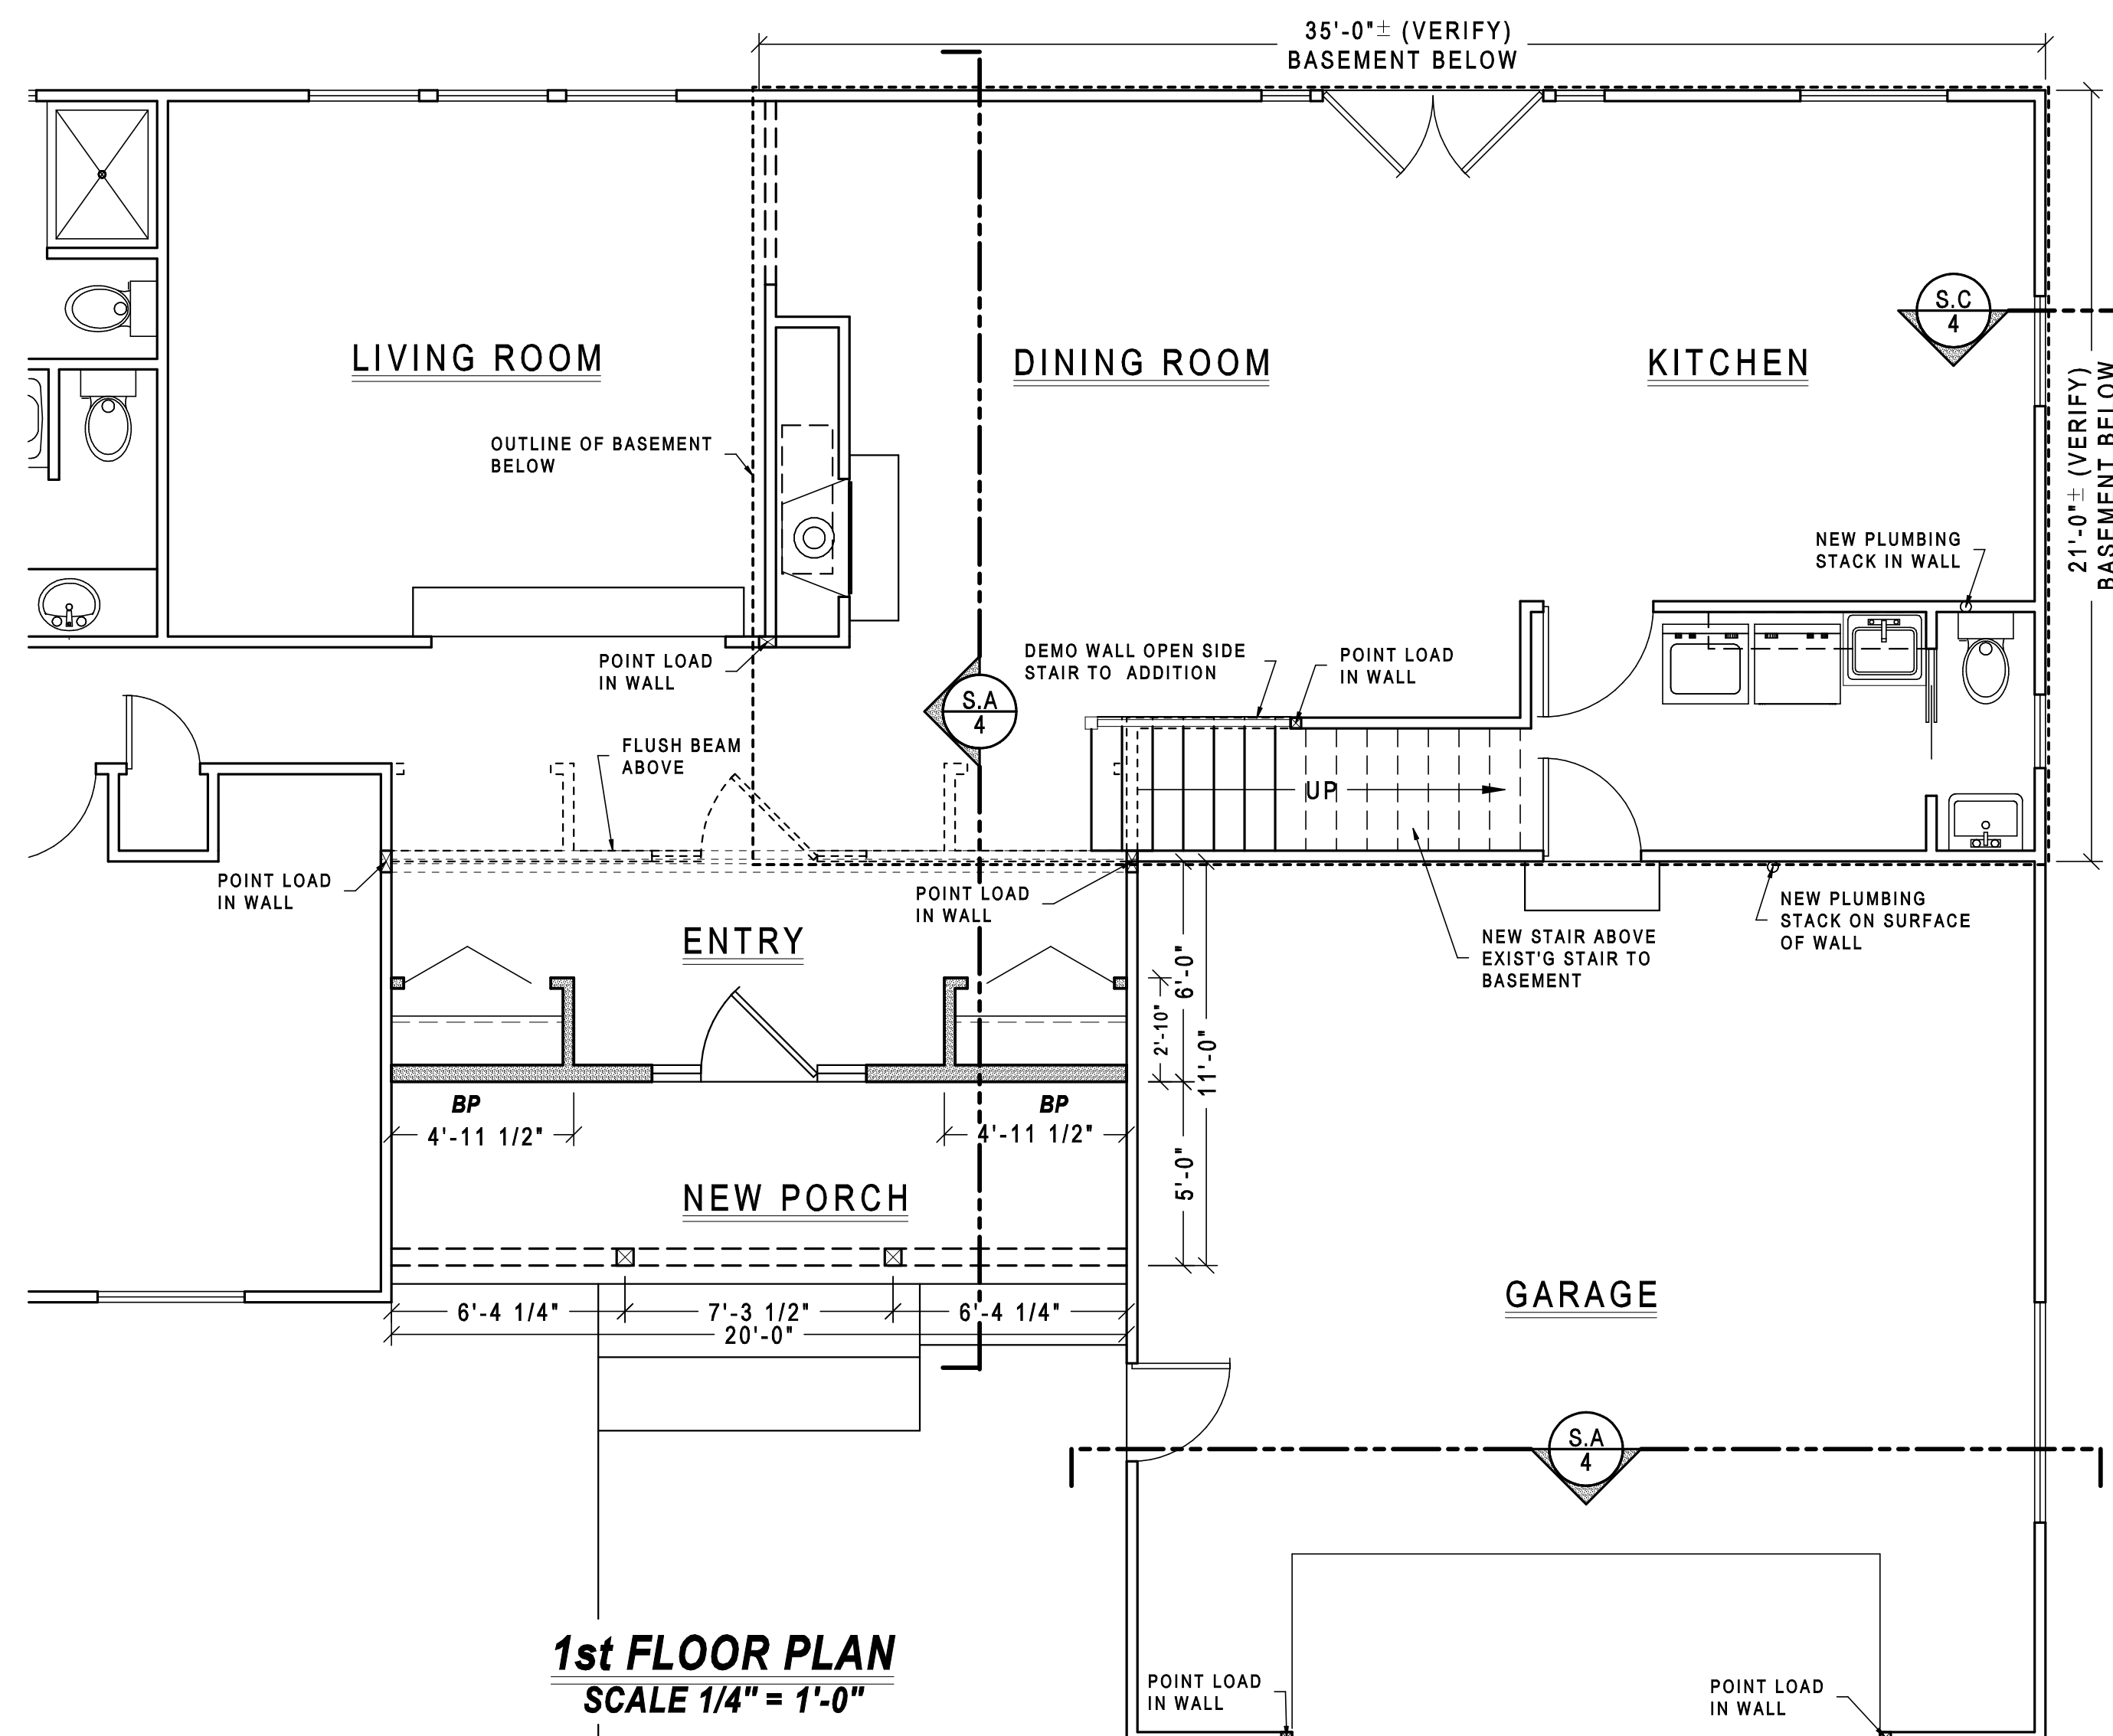 35'-0"± (VERIFY)
BASEMENT BELOW
S.C
4
LIVING ROOM
DINING ROOM
KITCHEN
21'-0"± (VERIFY)
BASEMENT BELOW
OUTLINE OF BASEMENT
BELOW
NEW PLUMBING
STACK IN WALL
POINT LOAD
IN WALL
DEMO WALL OPEN SIDE
STAIR TO ADDITION
POINT LOAD
IN WALL
S.A
4
FLUSH BEAM
ABOVE
UP
POINT LOAD
IN WALL
POINT LOAD
IN WALL
NEW PLUMBING
STACK ON SURFACE
OF WALL
ENTRY
NEW STAIR ABOVE
EXIST'G STAIR TO
BASEMENT
6'-0"
2'-10"
11'-0"
BP
4'-11 1/2"
BP
4'-11 1/2"
5'-0"
NEW PORCH
GARAGE
6'-4 1/4"
7'-3 1/2"
6'-4 1/4"
20'-0"
S.A
4
1st FLOOR PLAN
SCALE 1/4" = 1'-0"
POINT LOAD
IN WALL
POINT LOAD
IN WALL